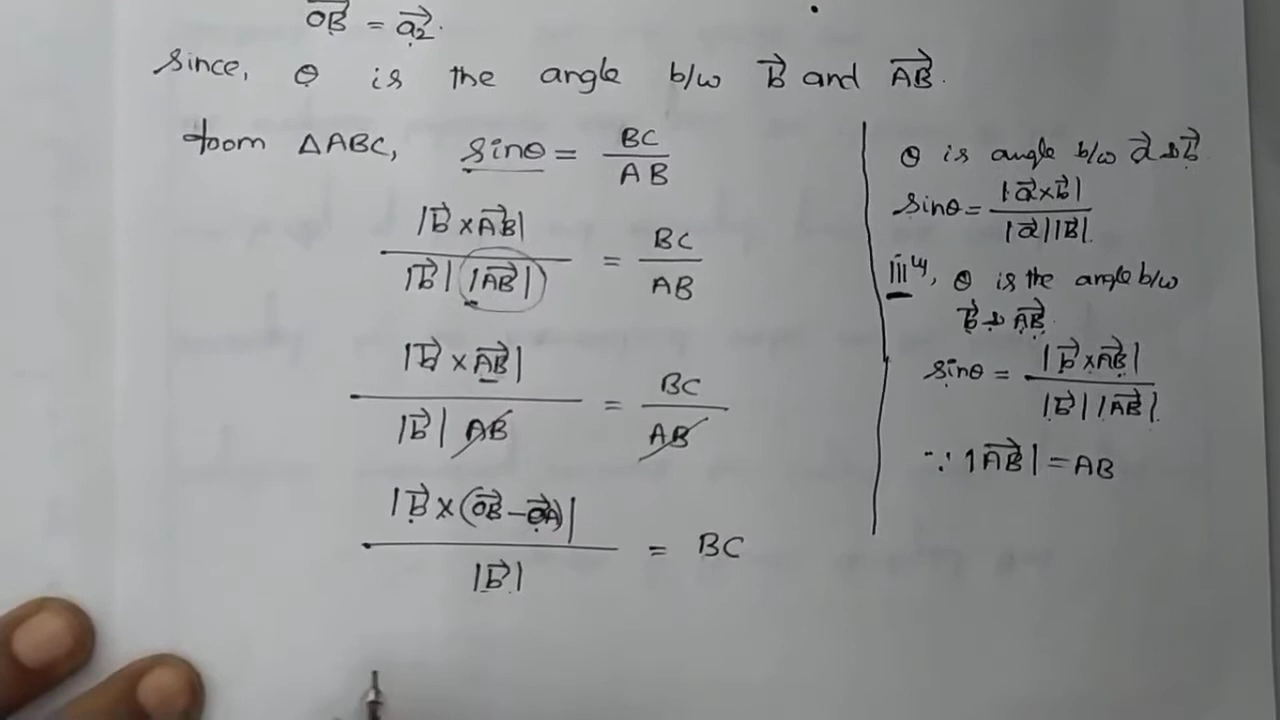 OB⃗ = a⃗₂.
Since, θ is the angle b/w b⃗ and AB⃗.
from ΔABC, sinθ = BC / AB
|b⃗ × AB⃗| / |b⃗| |AB⃗| = BC / AB
|b⃗ × AB⃗| / |b⃗| AB = BC / AB
|b⃗ × (OB⃗ − OA⃗)| / |b⃗| = BC
θ is angle b/w a⃗ & b⃗
sinθ = |a⃗ × b⃗| / |a⃗| |b⃗|.
|||ly, θ is the angle b/w
b⃗ & AB⃗.
sinθ = |b⃗ × AB⃗| / |b⃗| |AB⃗|.
∵ |AB⃗| = AB